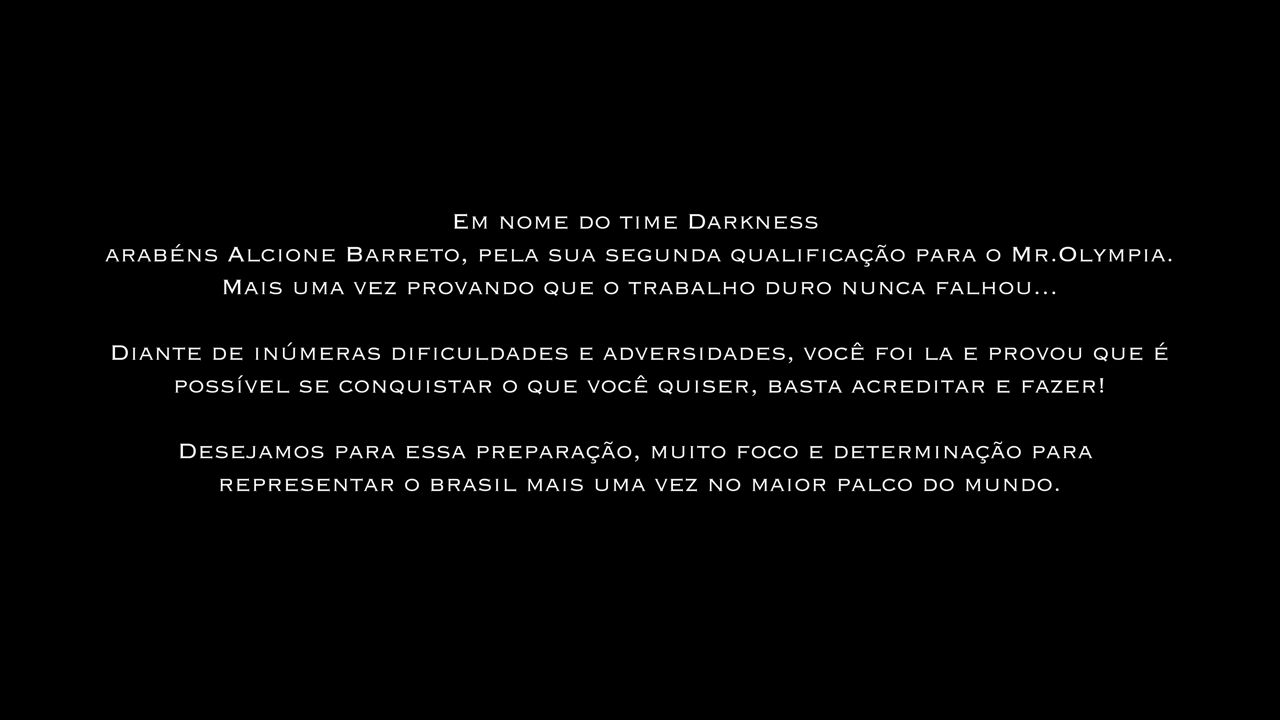 Em nome do time Darkness
arabéns Alcione Barreto, pela sua segunda qualificação para o Mr.Olympia.
Mais uma vez provando que o trabalho duro nunca falhou...
Diante de inúmeras dificuldades e adversidades, você foi la e provou que é
possível se conquistar o que você quiser, basta acreditar e fazer!
Desejamos para essa preparação, muito foco e determinação para
representar o brasil mais uma vez no maior palco do mundo.